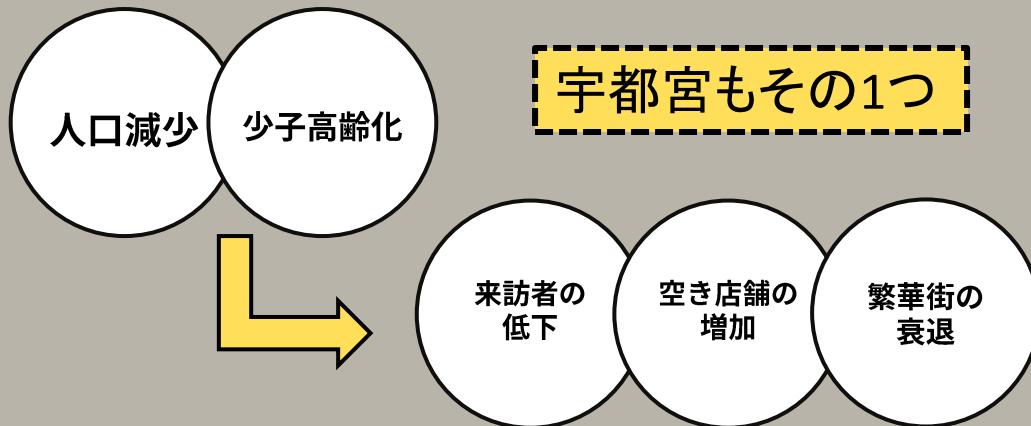 人口減少
少子高齢化
宇都宮もその1つ
来訪者の
低下
空き店舗の
増加
繁華街の
衰退